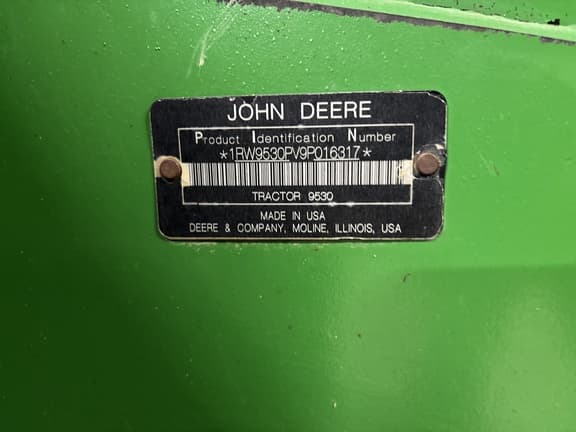 JOHN DEERE
Product Identification Number
*1RW9530PV9P016317*
TRACTOR 9530
MADE IN USA
DEERE & COMPANY, MOLINE, ILLINOIS, USA